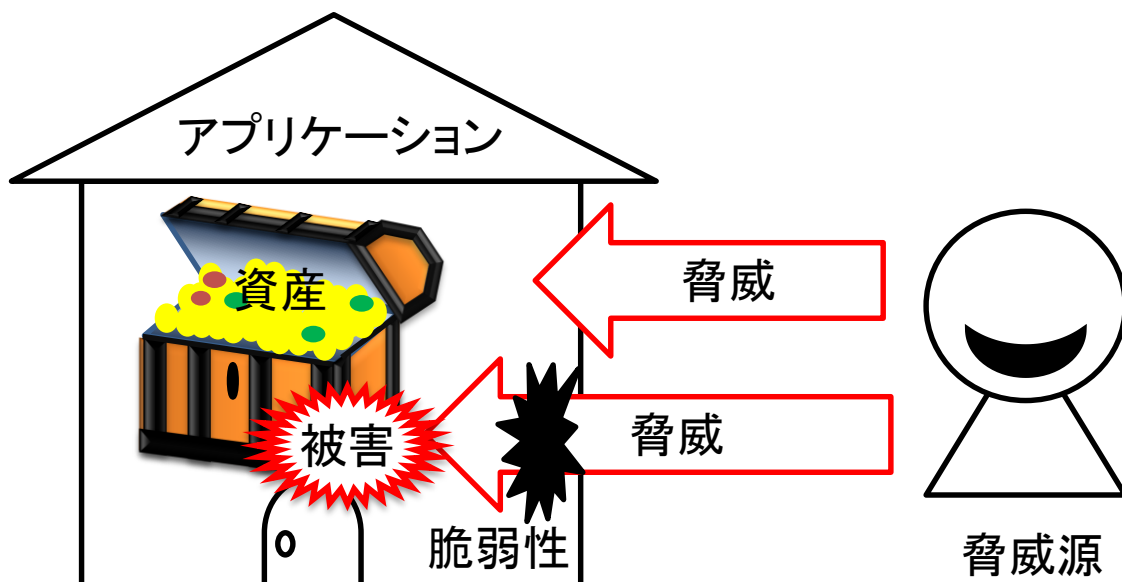 アプリケーション
資産
脅威
脅威
被害
脆弱性
脅威源